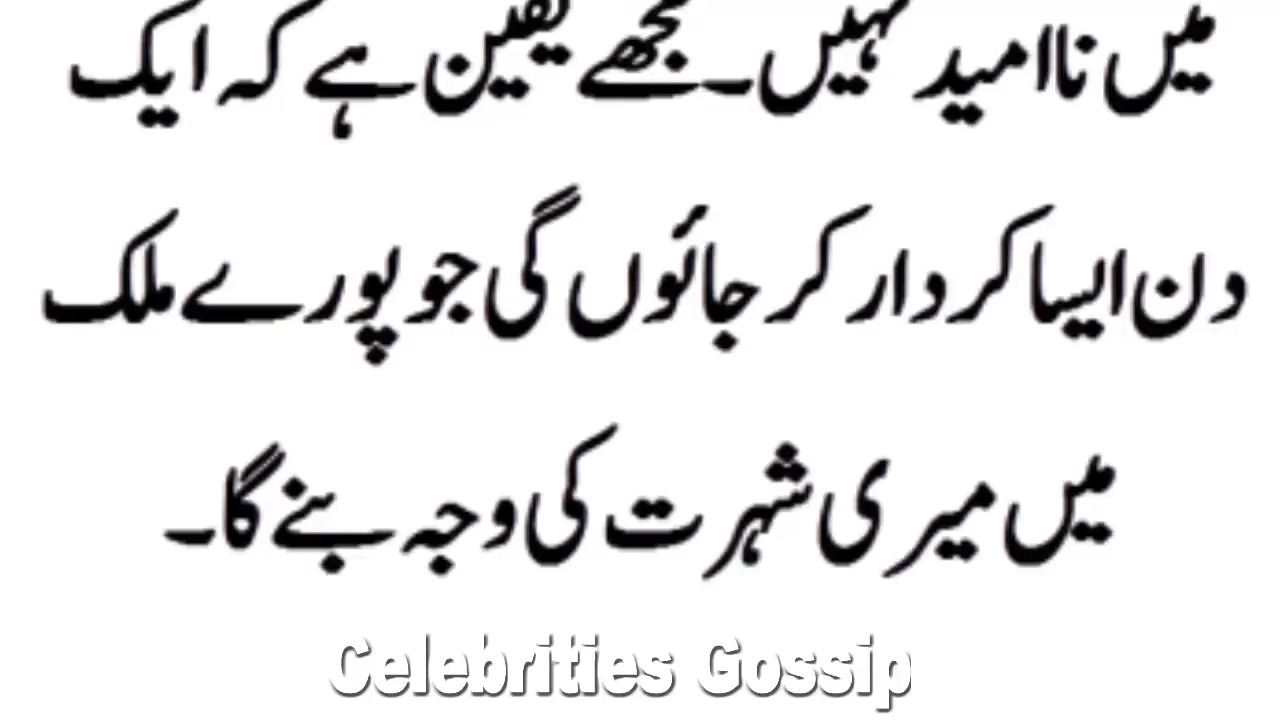 میں ناامید نہیں۔ مجھے یقین ہے کہ ایک
دن ایسا کردار کر جائوں گی جو پورے ملک
میں میری شہرت کی وجہ بنے گا۔
Celebrities Gossip